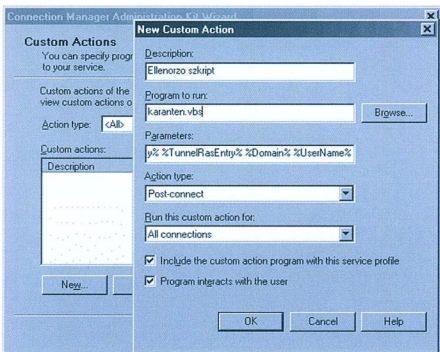 Connection Manager Administration Kit Wizard
Custom Actions
You can specify progr
to your service.
Custom actions of the
view custom actions o
Action type: <All>
Custom actions:
Description
New...
New Custom Action
Description:
Ellenorzo szkript
Program to run:
karanten.vbs
Browse...
Parameters:
y% %TunnelRasEntry% %Domain% %UserName%
Action type:
Post-connect
Run this custom action for:
All connections
Include the custom action program with this service profile
Program interacts with the user
OK
Cancel
Help